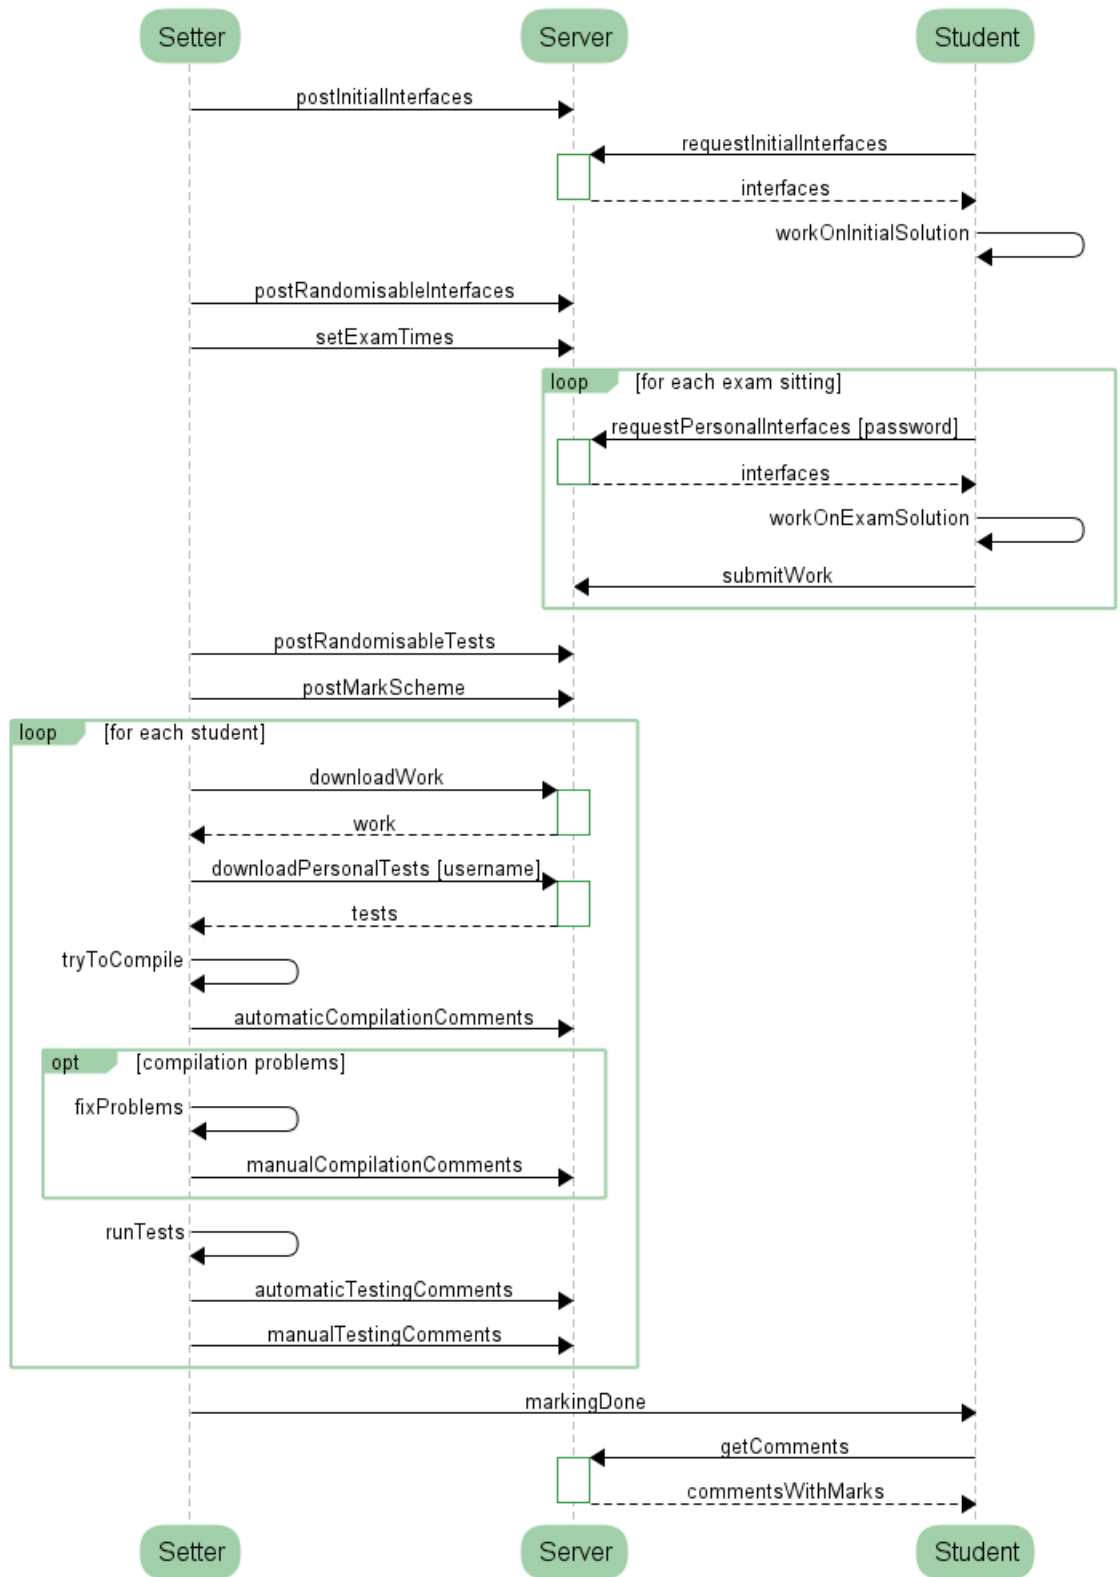 Setter Server Student
postInitialInterfaces
requestInitialInterfaces
interfaces
workOnInitialSolution
postRandomisableInterfaces
setExamTimes
loop [for each exam sitting]
requestPersonalInterfaces [password]
interfaces
workOnExamSolution
submitWork
postRandomisableTests
postMarkScheme
loop [for each student]
downloadWork
work
downloadPersonalTests [username]
tests
tryToCompile
automaticCompilationComments
opt [compilation problems]
fixProblems
manualCompilationComments
runTests
automaticTestingComments
manualTestingComments
markingDone
getComments
commentsWithMarks
Setter Server Student